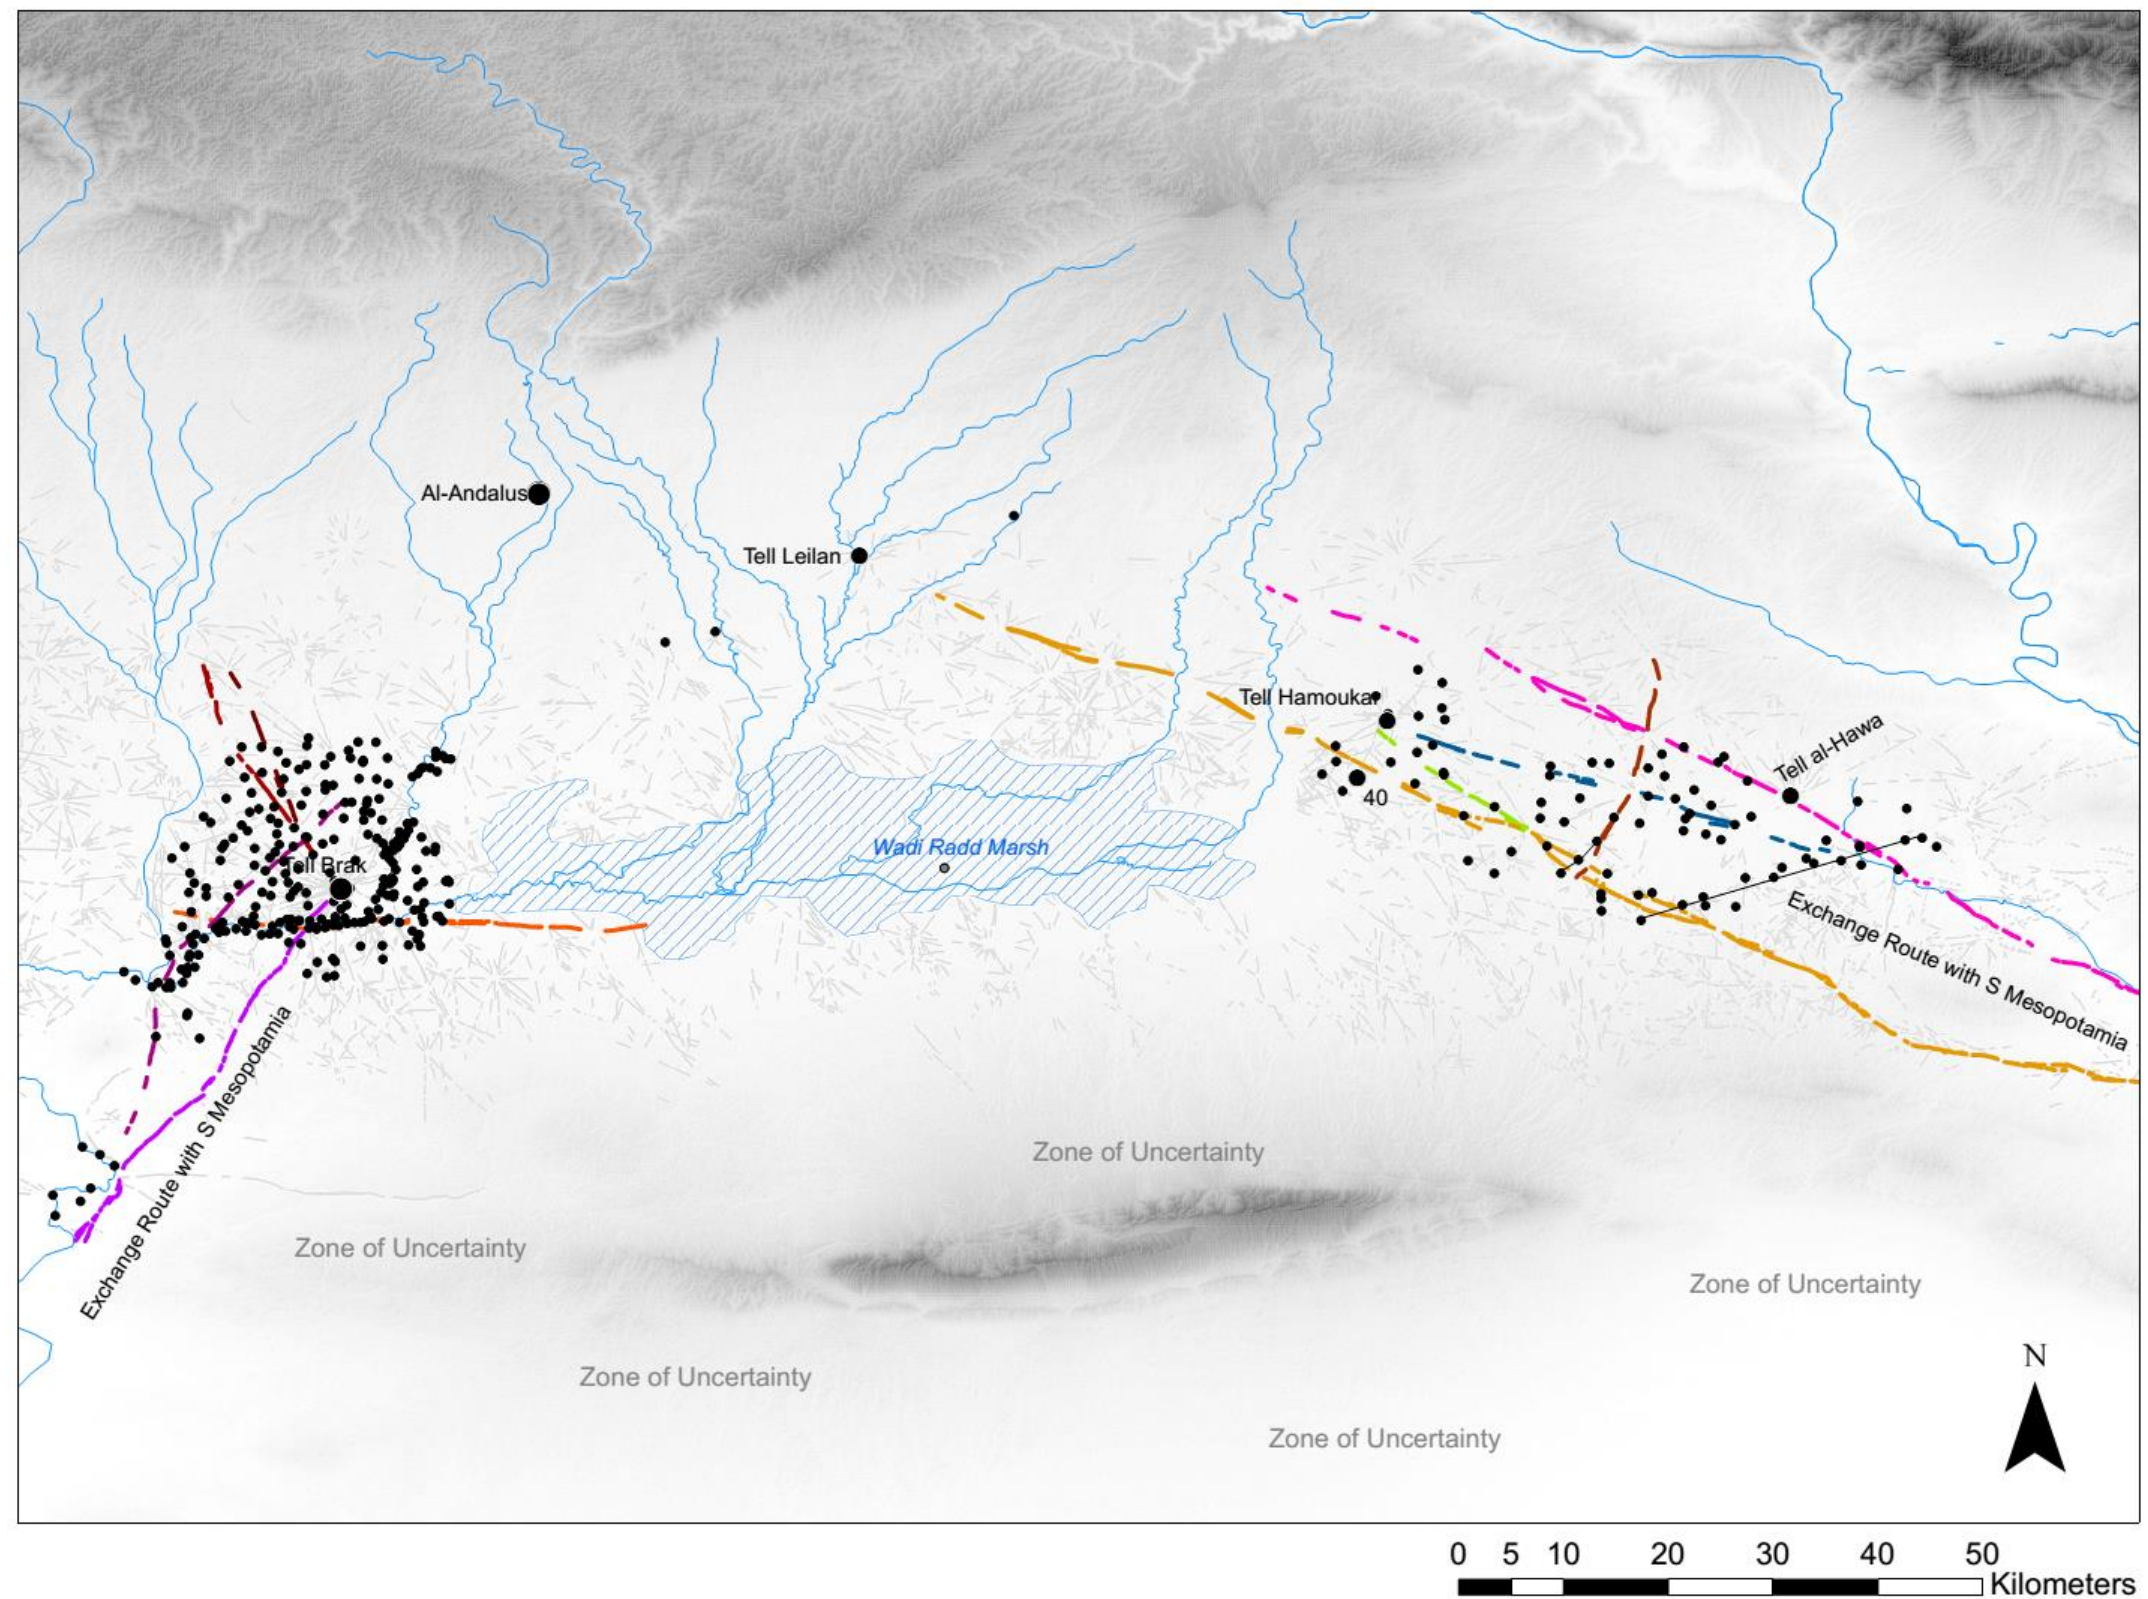 Al-Andalus
Tell Leilan
Tell Hamoukar
Tell al-Hawa
40
Wadi Radd Marsh
Tell Brak
Exchange Route with S Mesopotamia
Exchange Route with S Mesopotamia
Zone of Uncertainty
Zone of Uncertainty
Zone of Uncertainty
Zone of Uncertainty
Zone of Uncertainty
N
0 5 10 20 30 40 50
Kilometers